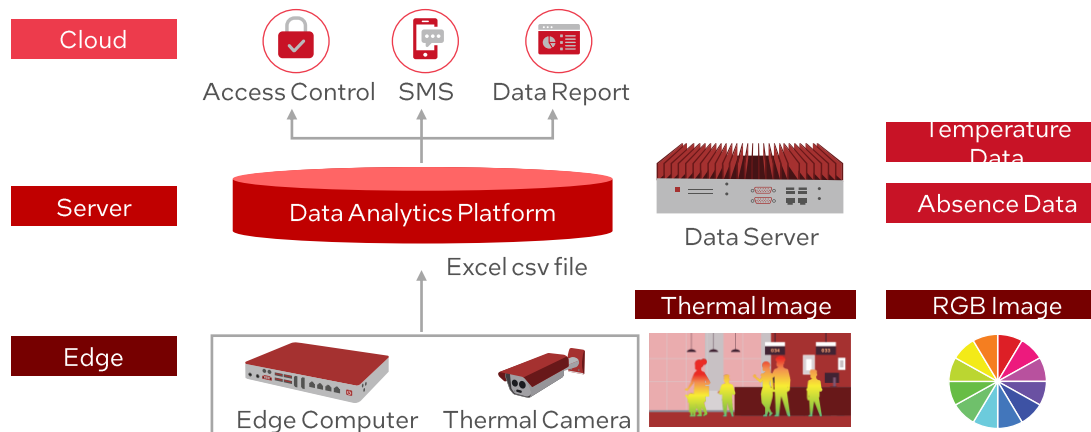 Cloud
Access Control
SMS
Data Report
Temperature
Data
Server
Data Analytics Platform
Absence Data
Data Server
Excel csv file
Thermal Image
RGB Image
Edge
Edge Computer
Thermal Camera